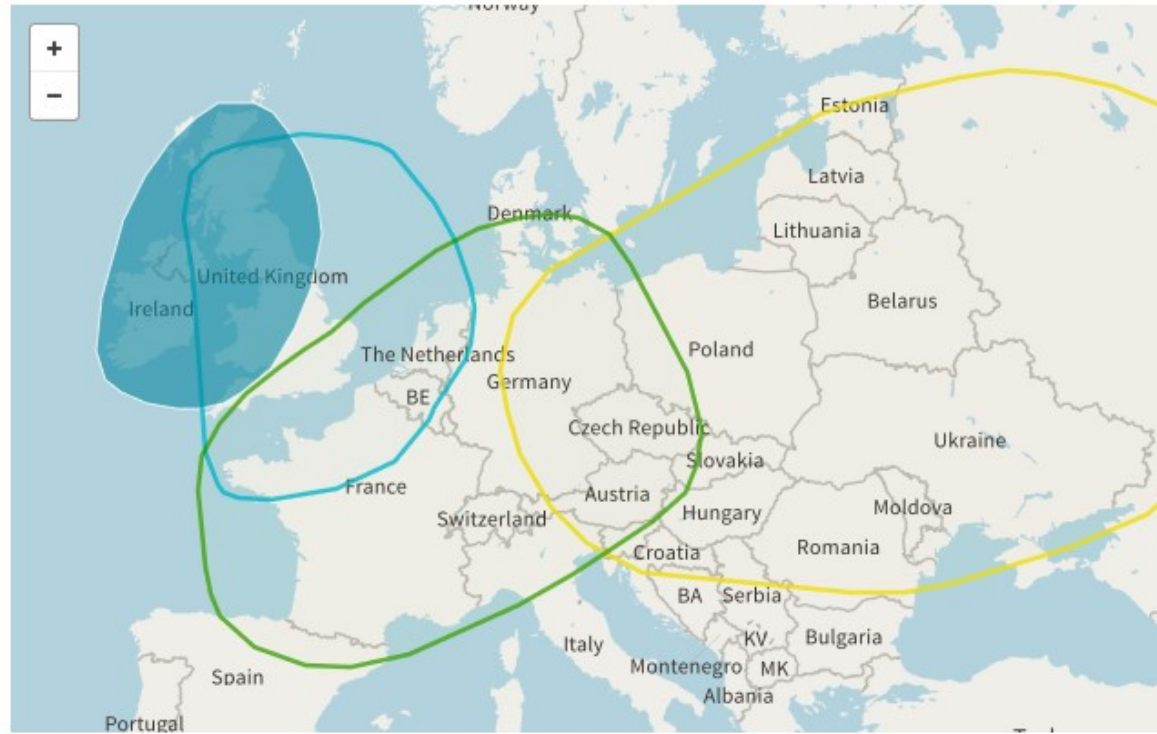 Norway
+
−
Estonia
Latvia
Denmark
Lithuania
United Kingdom
Belarus
Ireland
The Netherlands
Poland
Germany
BE
Czech Republic
Ukraine
Slovakia
France
Austria
Switzerland
Hungary
Moldova
Croatia
Romania
BA
Serbia
KV
Bulgaria
Italy
Montenegro
MK
Spain
Albania
Portugal